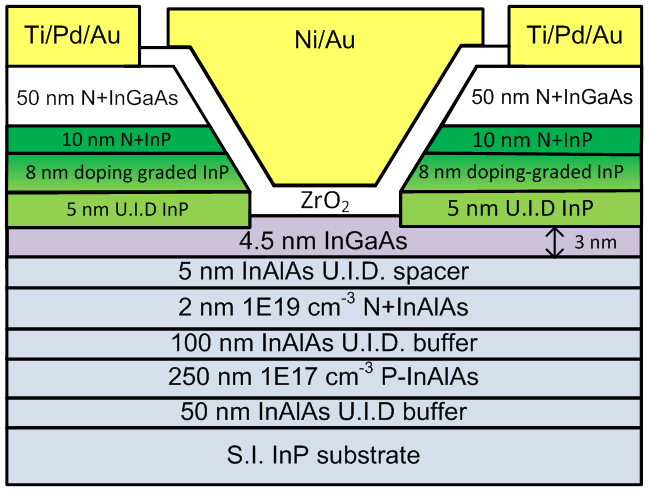 Ti/Pd/Au
Ni/Au
Ti/Pd/Au
50 nm N+InGaAs
50 nm N+InGaAs
10 nm N+InP
10 nm N+InP
8 nm doping graded InP
8 nm doping-graded InP
5 nm U.I.D InP
ZrO₂
5 nm U.I.D InP
4.5 nm InGaAs
3 nm
5 nm InAlAs U.I.D. spacer
2 nm 1E19 cm⁻³ N+InAlAs
100 nm InAlAs U.I.D. buffer
250 nm 1E17 cm⁻³ P-InAlAs
50 nm InAlAs U.I.D buffer
S.I. InP substrate